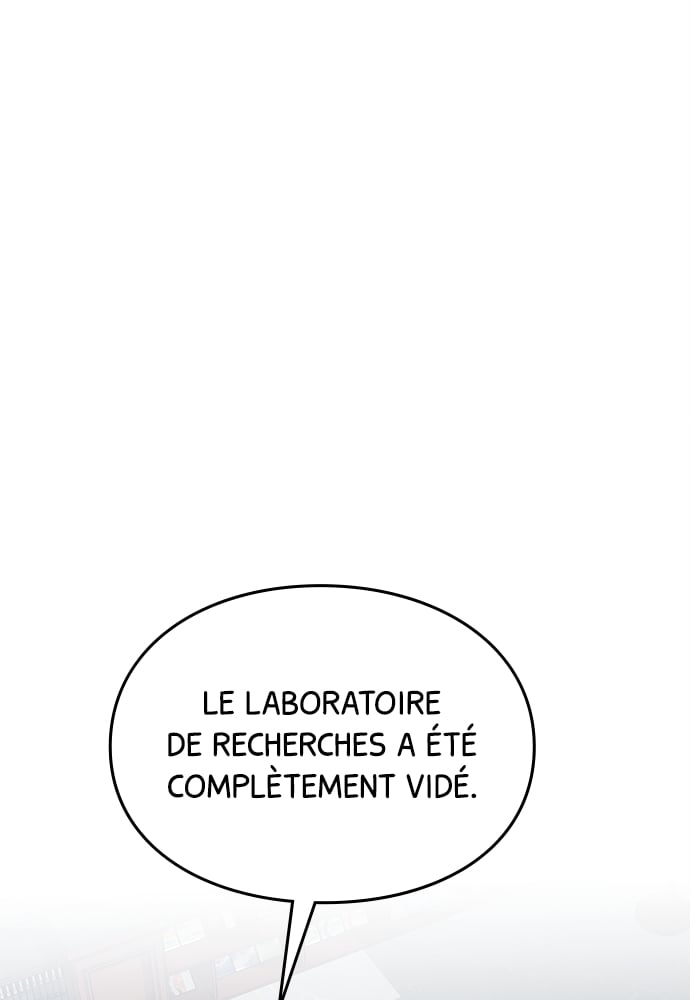 LE LABORATOIRE
DE RECHERCHES A ÉTÉ
COMPLÈTEMENT VIDÉ.